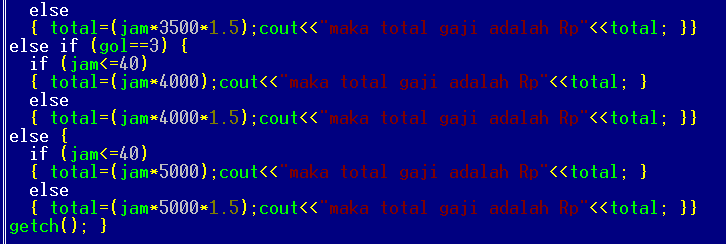 else
{ total=(jam*3500*1.5);cout<<"maka total gaji adalah Rp"<<total; }}
else if (gol==3) {
if (jam<=40)
{ total=(jam*4000);cout<<"maka total gaji adalah Rp"<<total; }
else
{ total=(jam*4000*1.5);cout<<"maka total gaji adalah Rp"<<total; }}
else {
if (jam<=40)
{ total=(jam*5000);cout<<"maka total gaji adalah Rp"<<total; }
else
{ total=(jam*5000*1.5);cout<<"maka total gaji adalah Rp"<<total; }}
getch(); }